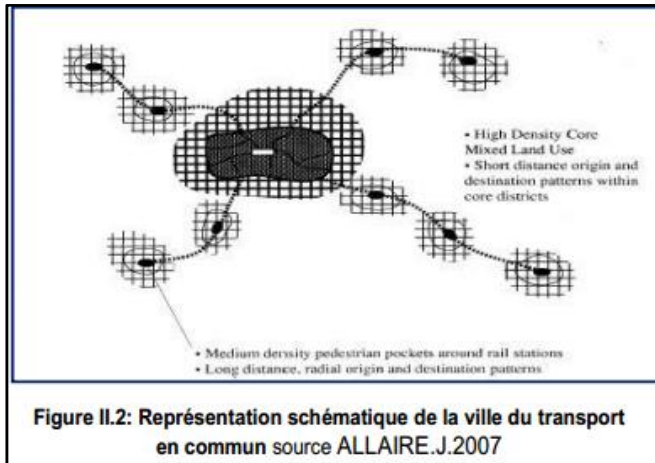 • High Density Core
Mixed Land Use
• Short distance origin and
destination patterns within
core districts
• Medium density pedestrian pockets around rail stations
• Long distance, radial origin and destination patterns
Figure II.2: Représentation schématique de la ville du transport
en commun source ALLAIRE.J.2007